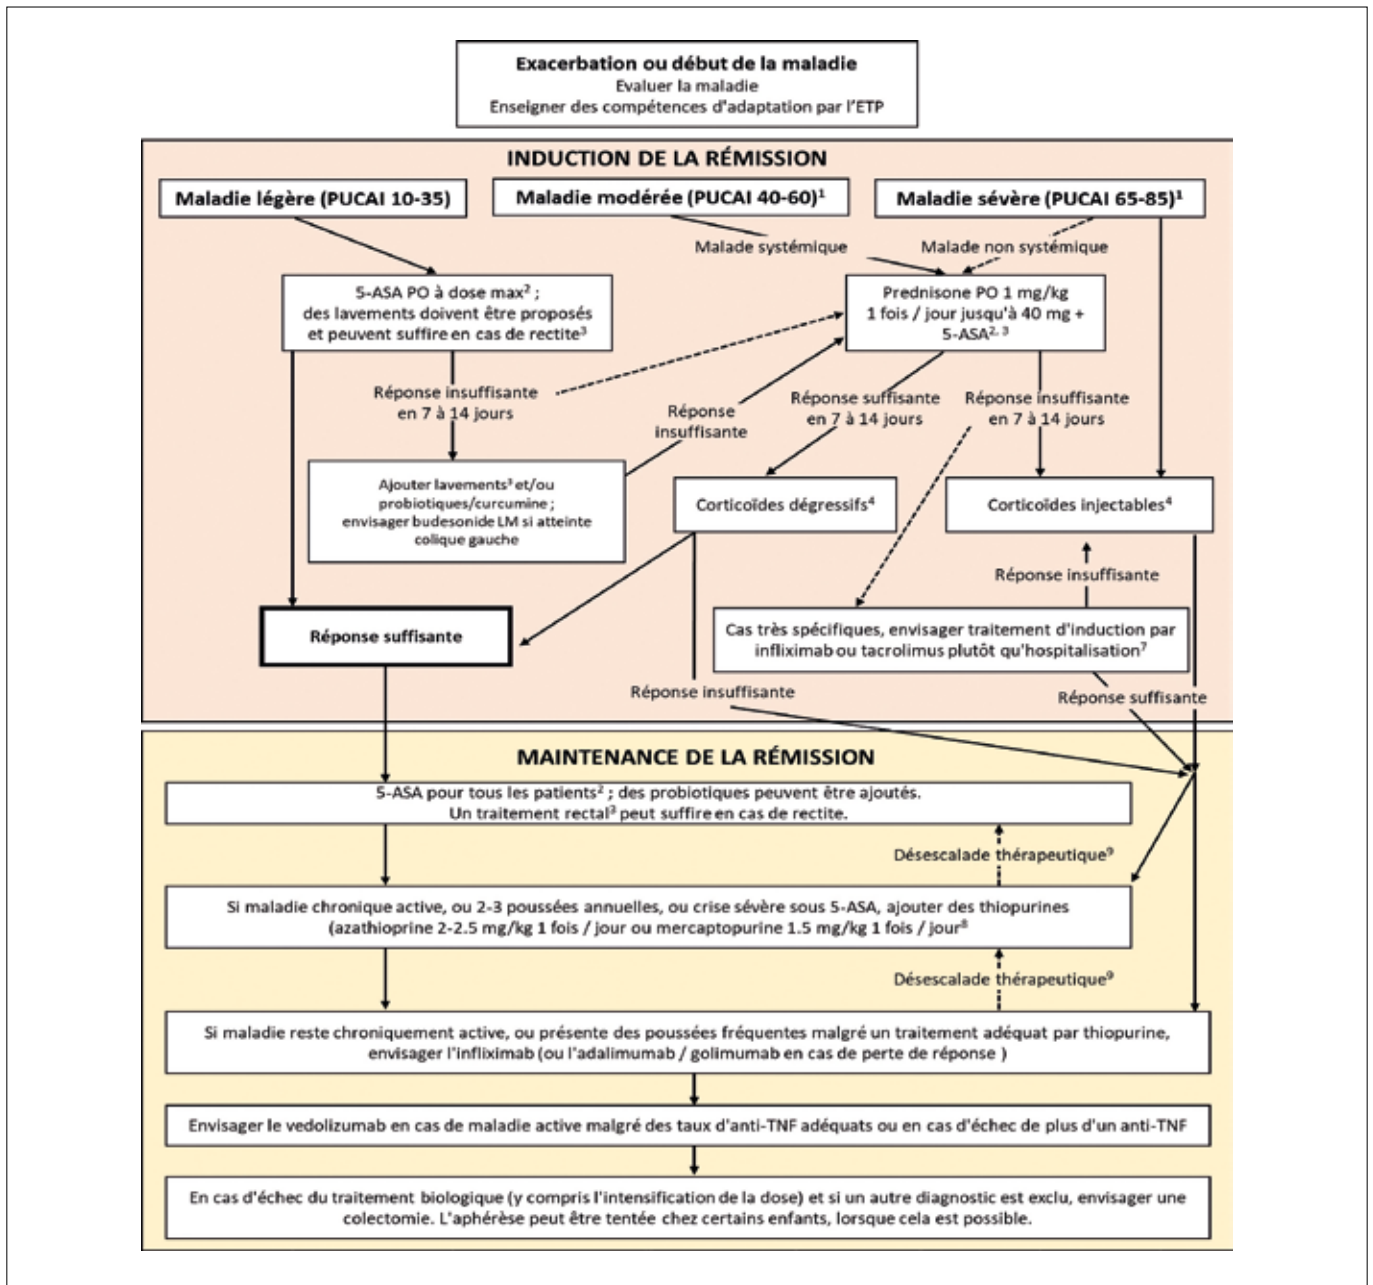 Exacerbation ou début de la maladie
Evaluer la maladie
Enseigner des compétences d'adaptation par l'ETP
INDUCTION DE LA RÉMISSION
Maladie légère (PUCAI 10-35)
Maladie modérée (PUCAI 40-60)¹
Maladie sévère (PUCAI 65-85)¹
Malade systémique
Malade non systémique
5-ASA PO à dose max² ;
des lavements doivent être proposés
et peuvent suffire en cas de rectite³
Prednisone PO 1 mg/kg
1 fois / jour jusqu'à 40 mg +
5-ASA²,³
Réponse insuffisante
en 7 à 14 jours
Réponse
insuffisante
Réponse suffisante
en 7 à 14 jours
Réponse insuffisante
en 7 à 14 jours
Ajouter lavements³ et/ou
probiotiques/curcumine ;
envisager budesonide LM si atteinte
colique gauche
Corticoïdes dégressifs⁴
Corticoïdes injectables⁴
Réponse insuffisante
Réponse suffisante
Cas très spécifiques, envisager traitement d'induction par
infliximab ou tacrolimus plutôt qu'hospitalisation⁷
Réponse insuffisante
Réponse suffisante
MAINTENANCE DE LA RÉMISSION
5-ASA pour tous les patients² ; des probiotiques peuvent être ajoutés.
Un traitement rectal³ peut suffire en cas de rectite.
Désescalade thérapeutique⁹
Si maladie chronique active, ou 2-3 poussées annuelles, ou crise sévère sous 5-ASA, ajouter des thiopurines
(azathioprine 2-2.5 mg/kg 1 fois / jour ou mercaptopurine 1.5 mg/kg 1 fois / jour⁸
Désescalade thérapeutique⁹
Si maladie reste chroniquement active, ou présente des poussées fréquentes malgré un traitement adéquat par thiopurine,
envisager l'infliximab (ou l'adalimumab / golimumab en cas de perte de réponse )
Envisager le vedolizumab en cas de maladie active malgré des taux d'anti-TNF adéquats ou en cas d'échec de plus d'un anti-TNF
En cas d'échec du traitement biologique (y compris l'intensification de la dose) et si un autre diagnostic est exclu, envisager une
colectomie. L'aphérèse peut être tentée chez certains enfants, lorsque cela est possible.